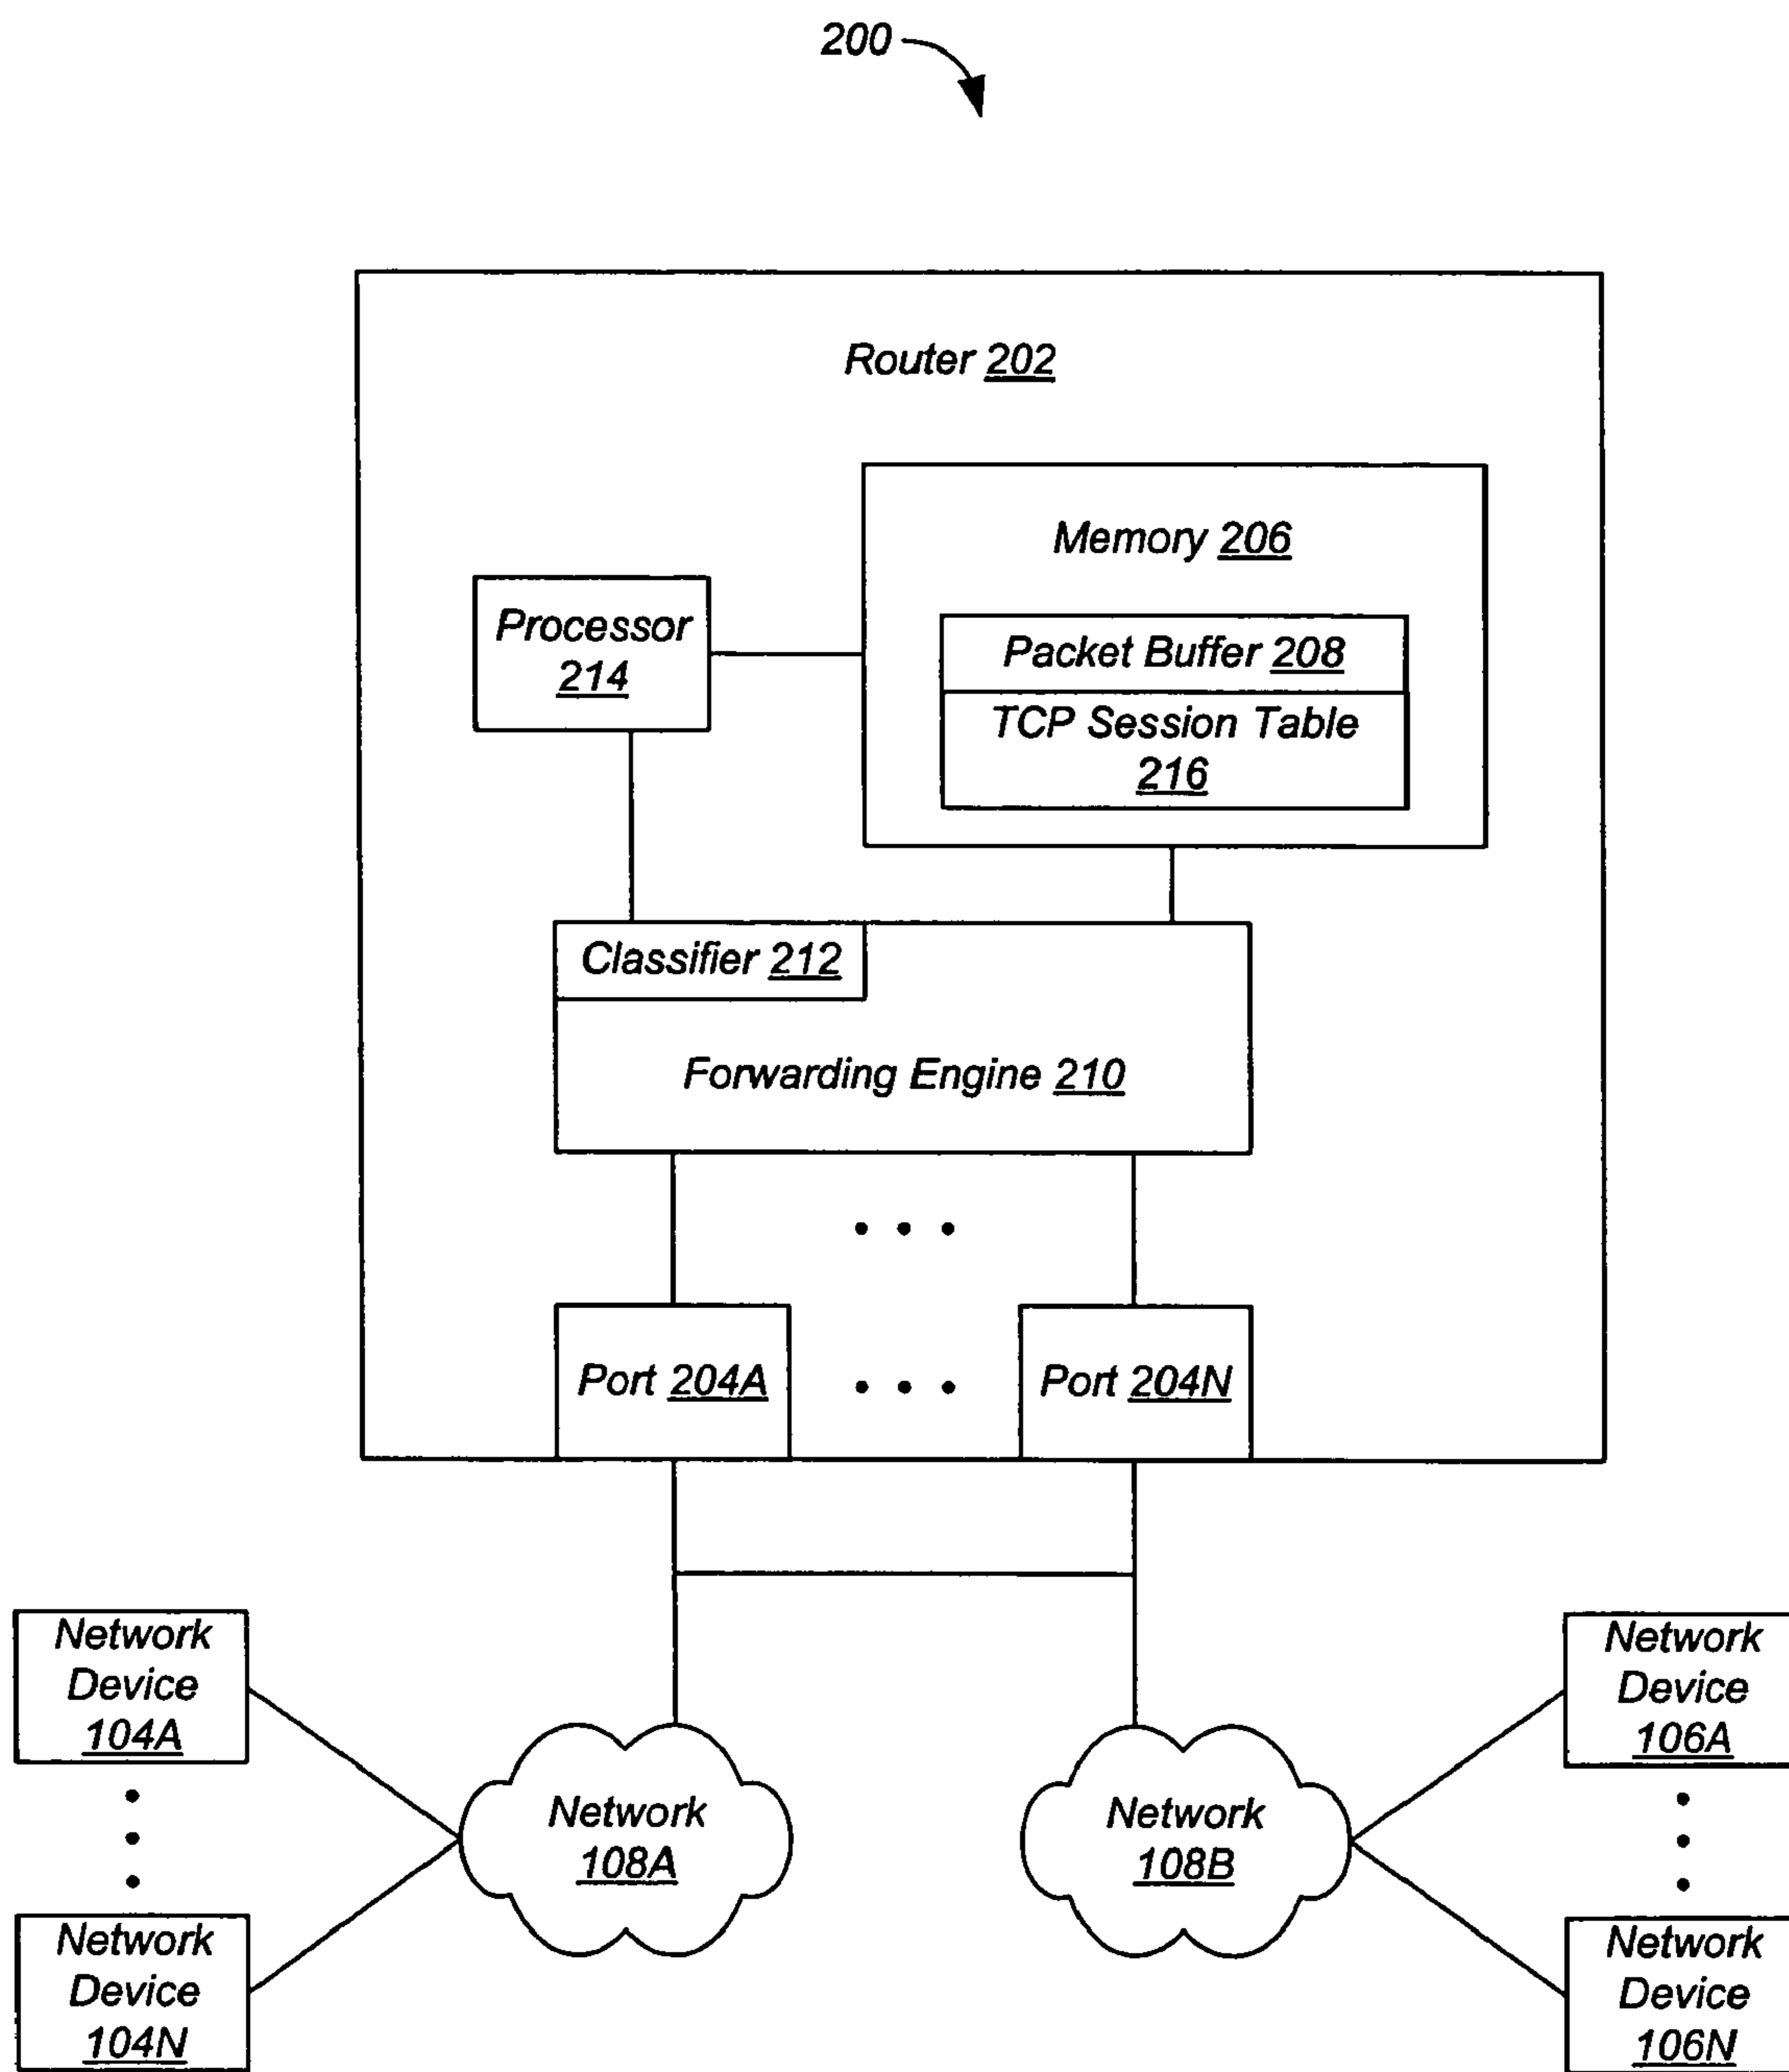 200
Router 202
Memory 206
Processor
214
Packet Buffer 208
TCP Session Table
216
Classifier 212
Forwarding Engine 210
Port 204A
Port 204N
Network
Device
104A
Network
Device
106A
Network
108A
Network
108B
Network
Device
104N
Network
Device
106N